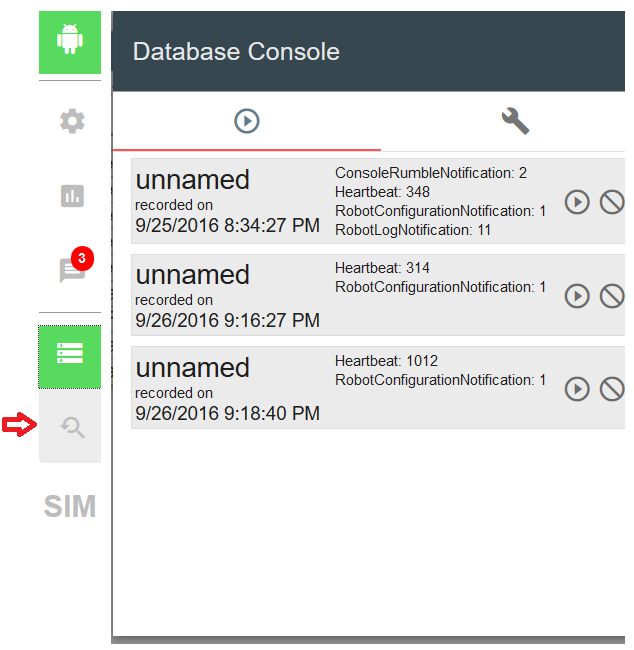 Database Console
3
SIM
unnamed
recorded on
9/25/2016 8:34:27 PM
ConsoleRumbleNotification: 2
Heartbeat: 348
RobotConfigurationNotification: 1
RobotLogNotification: 11
unnamed
recorded on
9/26/2016 9:16:27 PM
Heartbeat: 314
RobotConfigurationNotification: 1
unnamed
recorded on
9/26/2016 9:18:40 PM
Heartbeat: 1012
RobotConfigurationNotification: 1